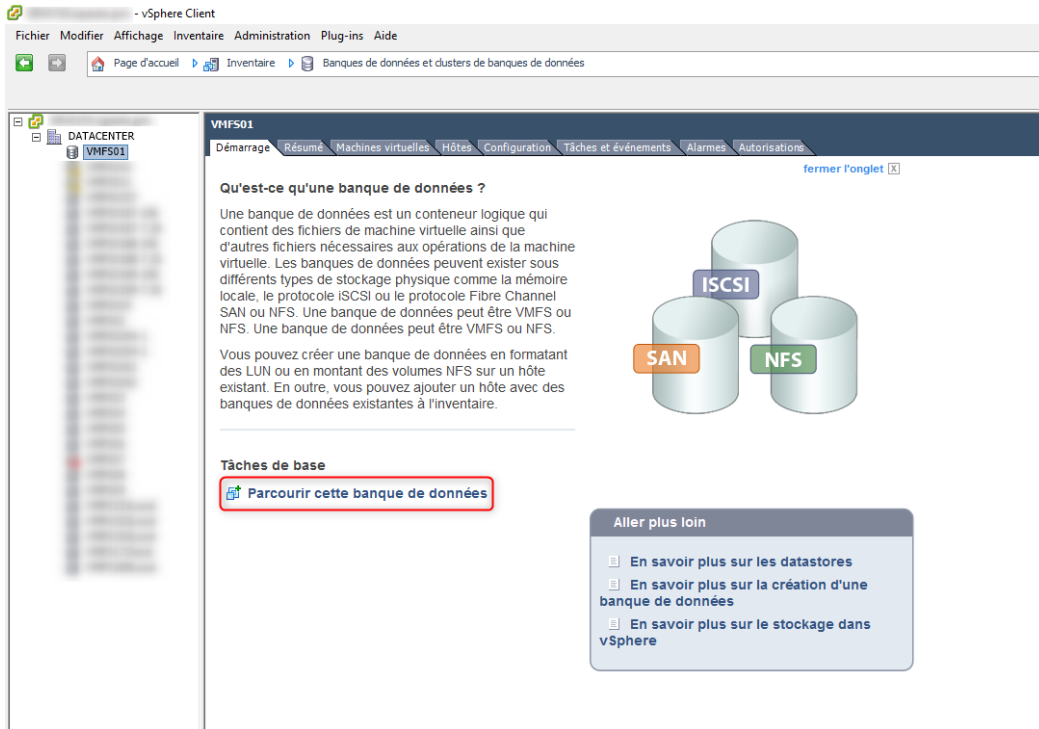 - vSphere Client
Fichier Modifier Affichage Inventaire Administration Plug-ins Aide
Page d'accueil Inventaire Banques de données et clusters de banques de données
DATACENTER
VMFS01
VMFS01
Démarrage Résumé Machines virtuelles Hôtes Configuration Tâches et événements Alarmes Autorisations
fermer l'onglet X
Qu'est-ce qu'une banque de données ?
Une banque de données est un conteneur logique qui
contient des fichiers de machine virtuelle ainsi que
d'autres fichiers nécessaires aux opérations de la machine
virtuelle. Les banques de données peuvent exister sous
différents types de stockage physique comme la mémoire
locale, le protocole iSCSI ou le protocole Fibre Channel
SAN ou NFS. Une banque de données peut être VMFS ou
NFS. Une banque de données peut être VMFS ou NFS.
Vous pouvez créer une banque de données en formatant
des LUN ou en montant des volumes NFS sur un hôte
existant. En outre, vous pouvez ajouter un hôte avec des
banques de données existantes à l'inventaire.
ISCSI
SAN
NFS
Tâches de base
Parcourir cette banque de données
Aller plus loin
En savoir plus sur les datastores
En savoir plus sur la création d'une
banque de données
En savoir plus sur le stockage dans
vSphere